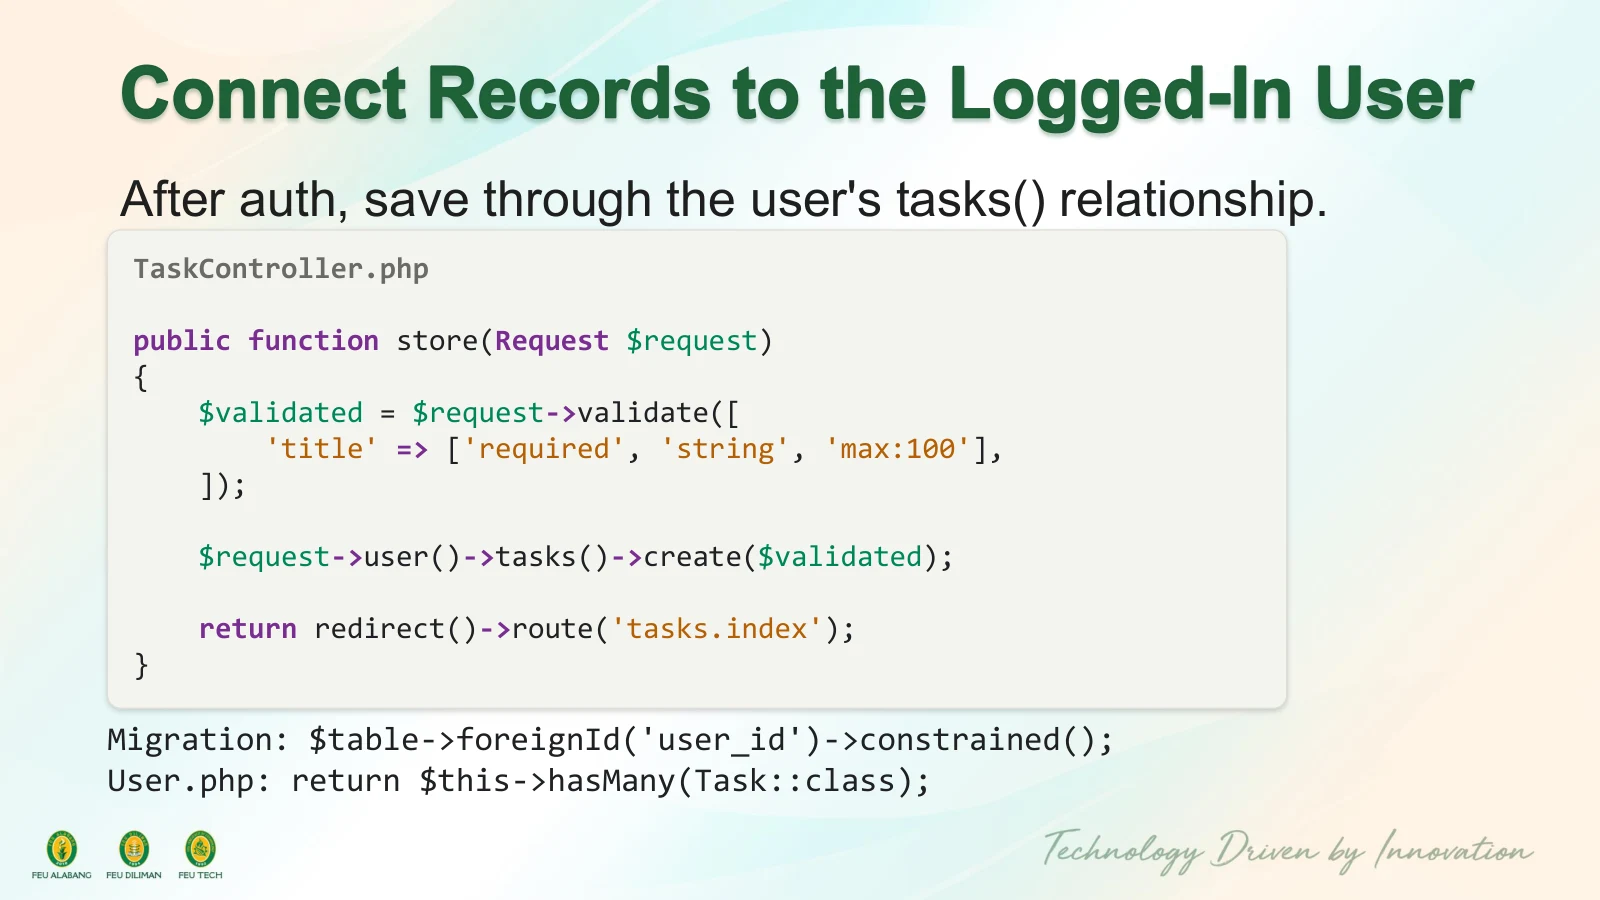 Connect Records to the Logged-In User
After auth, save through the user's tasks() relationship.
TaskController.php
public function store(Request $request)
{
    $validated = $request->validate([
        'title' => ['required', 'string', 'max:100'],
    ]);
    $request->user()->tasks()->create($validated);
    return redirect()->route('tasks.index');
}
Migration: $table->foreignId('user_id')->constrained();
User.php: return $this->hasMany(Task::class);
FEU ALABANG FEU DILIMAN FEU TECH
Technology Driven by Innovation